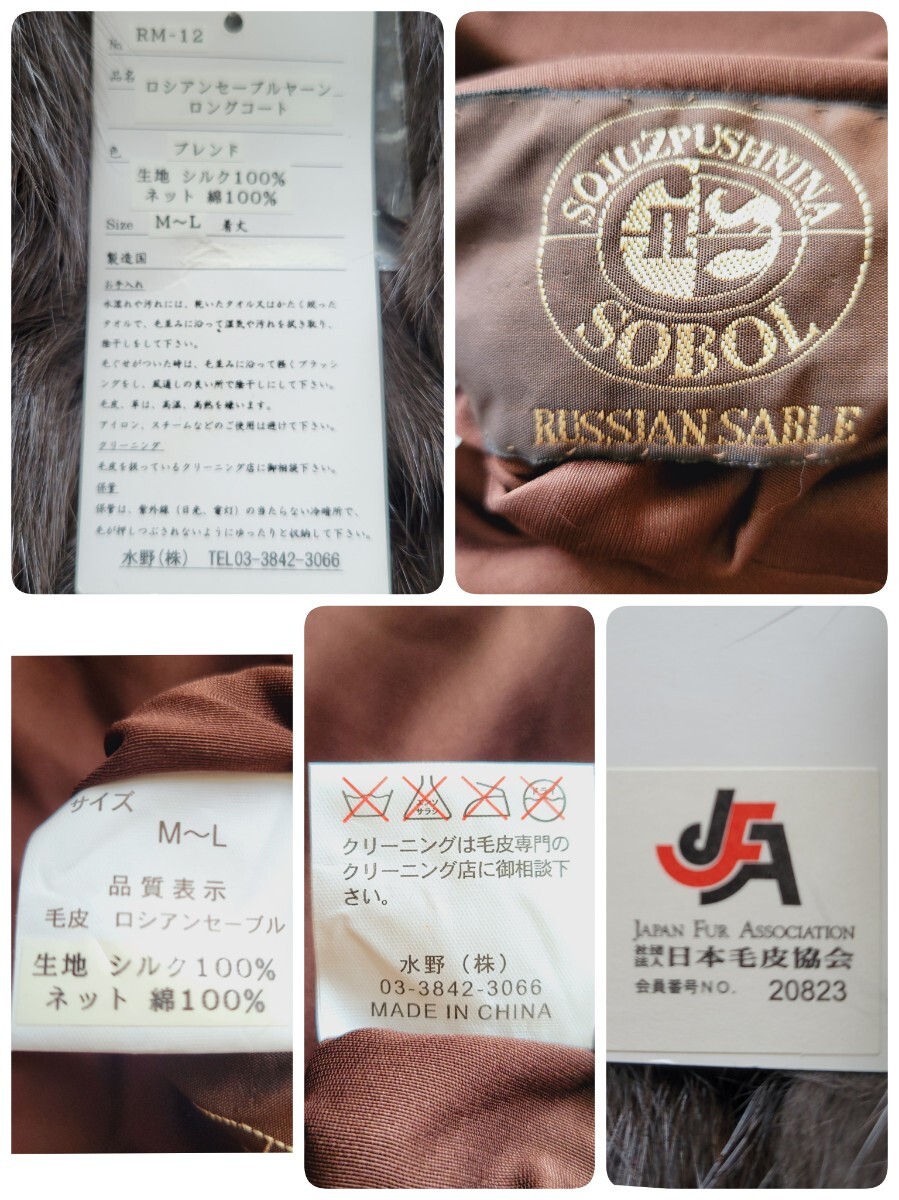 No RM-12
品名 ロシアンセーブルヤーン
ロングコート
色 ブレンド
生地 シルク100%
ネット 綿100%
Size M～L 着丈
製造国
お手入れ
水濡れや汚れには、乾いたタオル又はかたく絞った
タオルで、毛並みに沿って湿気や汚れを拭き取り、
陰干しをして下さい。
毛ぐせがついた時は、毛並みに沿って軽くブラッシ
ングをし、風通しの良い所で陰干しにして下さい。
毛皮、革は、高温、高熱を嫌います。
アイロン、スチームなどのご使用は避けて下さい。
クリーニング
毛皮を扱っているクリーニング店に御相談下さい。
保管
保管は、紫外線（日光、電灯）の当たらない冷暗所で、
毛が押しつぶされないようにゆったりと収納して下さい。
水野(株) TEL03-3842-3066
SOJUZPUSHNINA
SOBOL
RUSSIAN SABLE
サイズ
M～L
品質表示
毛皮 ロシアンセーブル
生地 シルク100%
ネット 綿100%
エンソ
サラシ
ドライ
クリーニングは毛皮専門の
クリーニング店に御相談下
さい。
水野（株）
03-3842-3066
MADE IN CHINA
JFA
JAPAN FUR ASSOCIATION
社団法人 日本毛皮協会
会員番号NO. 20823